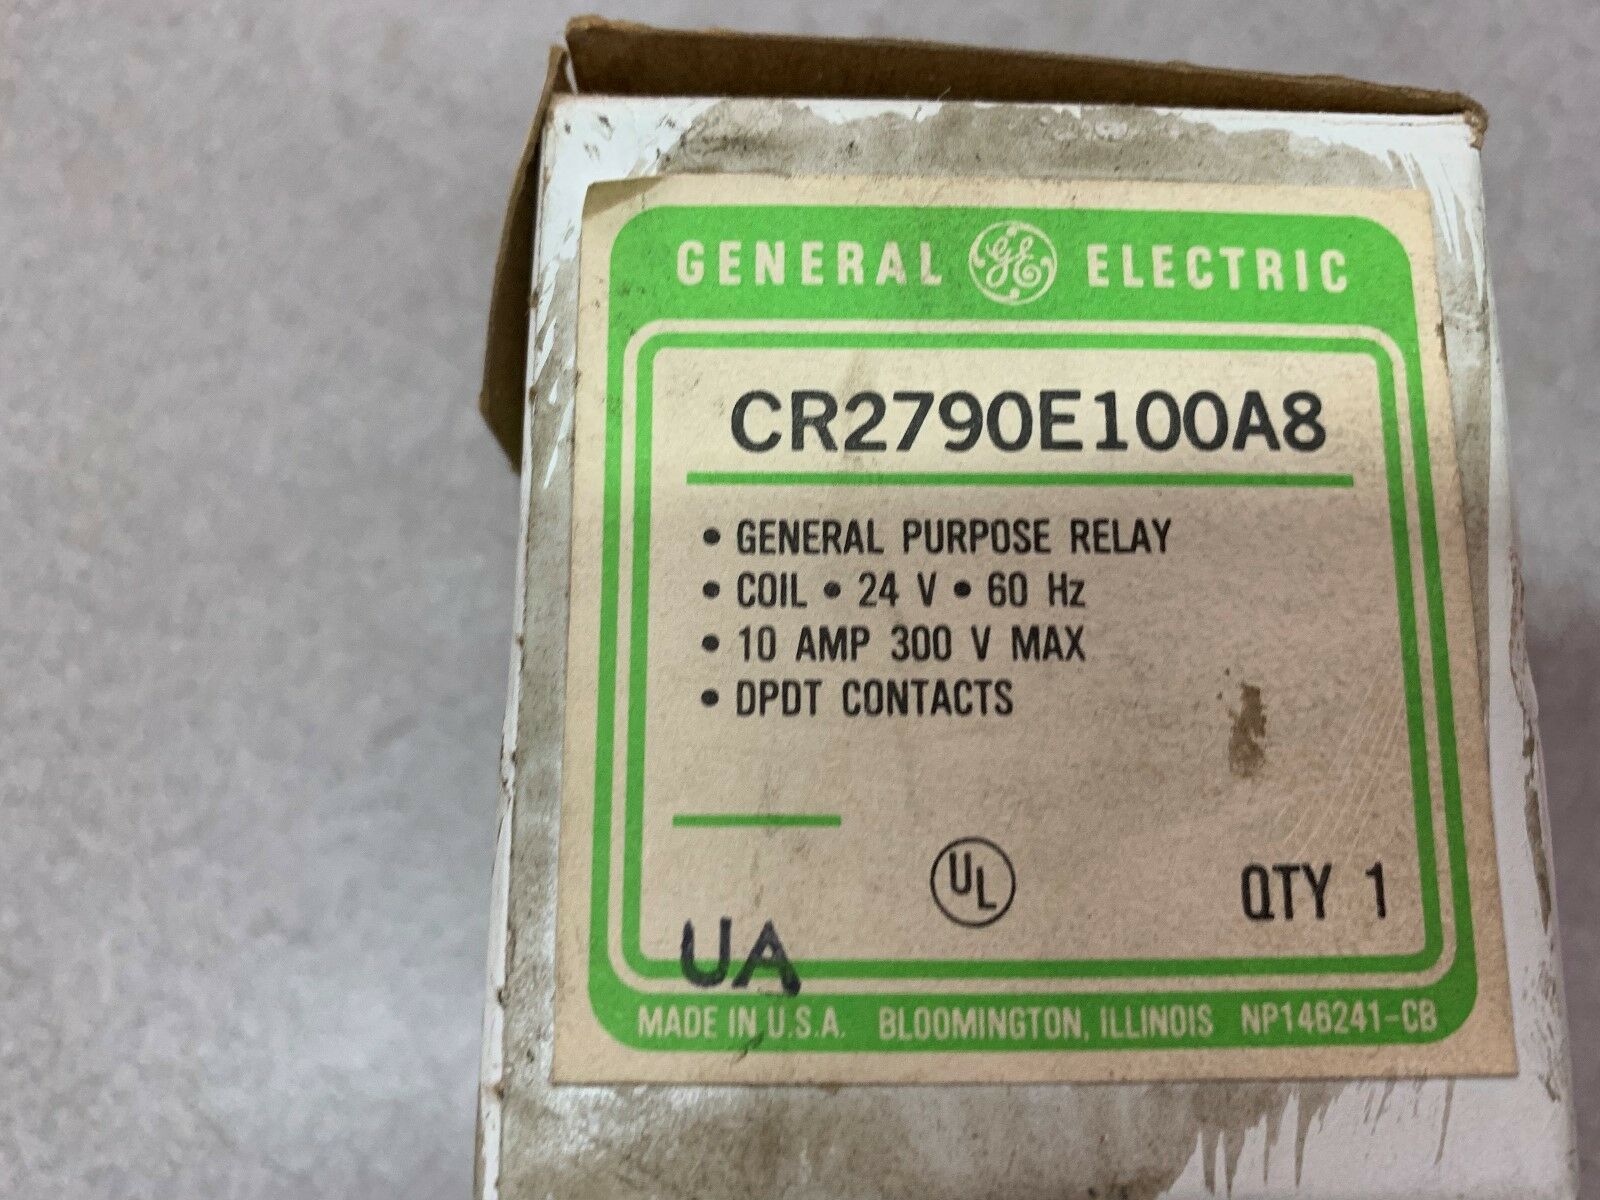 GENERAL GE ELECTRIC
CR2790E100A8
• GENERAL PURPOSE RELAY
• COIL • 24 V • 60 Hz
• 10 AMP 300 V MAX
• DPDT CONTACTS
UL
QTY 1
UA
MADE IN U.S.A. BLOOMINGTON, ILLINOIS NP146241-CB